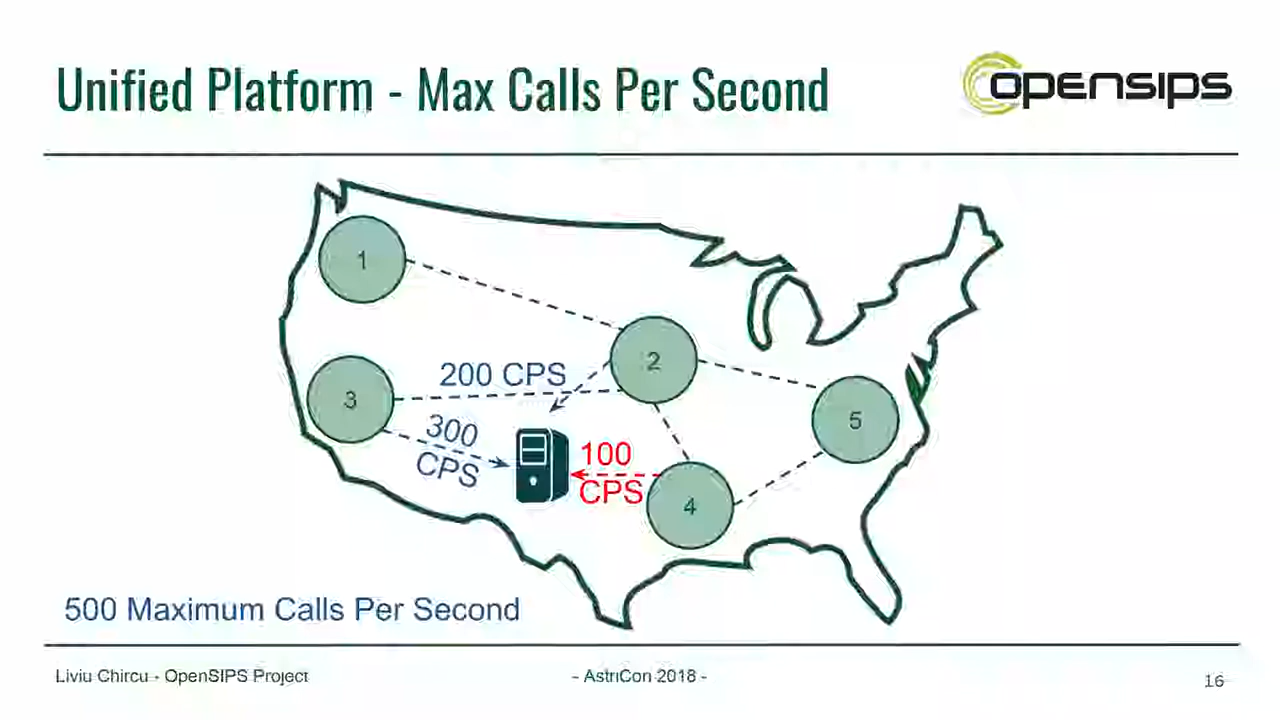 Unified Platform - Max Calls Per Second
opensips
1
2
200 CPS
3
5
300
CPS
100
CPS
4
500 Maximum Calls Per Second
Liviu Chircu - OpenSIPS Project
- AstriCon 2018 -
16